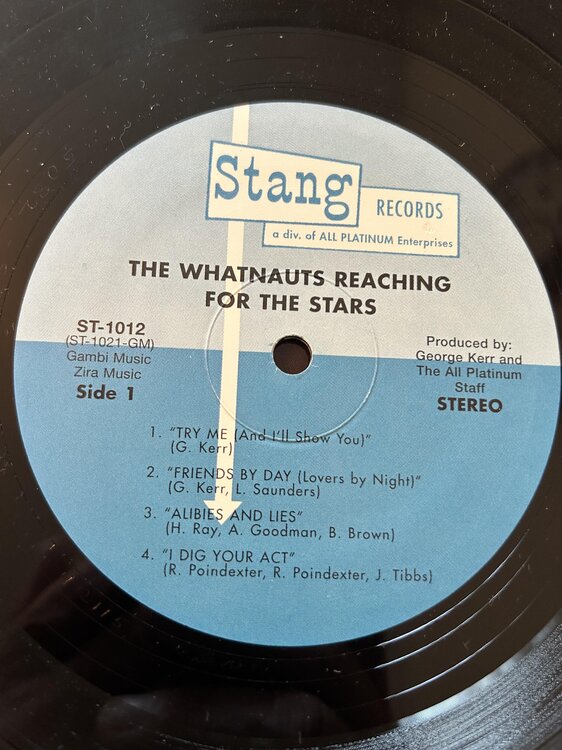 Stang
RECORDS
a div. of ALL PLATINUM Enterprises
THE WHATNAUTS REACHING
FOR THE STARS
ST-1012
(ST-1021-GM)
Gambi Music
Zira Music
Side 1
Produced by:
George Kerr and
The All Platinum
Staff
STEREO
1. "TRY ME (And I'll Show You)"
(G. Kerr)
2. "FRIENDS BY DAY (Lovers by Night)"
(G. Kerr, L. Saunders)
3. "ALIBIES AND LIES"
(H. Ray, A. Goodman, B. Brown)
4. "I DIG YOUR ACT"
(R. Poindexter, R. Poindexter, J. Tibbs)